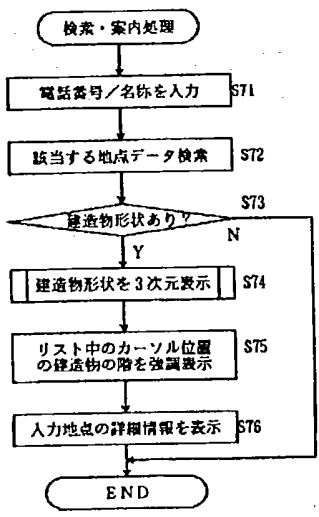 検索・案内処理
電話番号／名称を入力 S71
該当する地点データ検索 S72
建造物形状あり？ S73
N
Y
建造物形状を3次元表示 S74
リスト中のカーソル位置 S75
の建造物の階を強調表示
入力地点の詳細情報を表示 S76
END